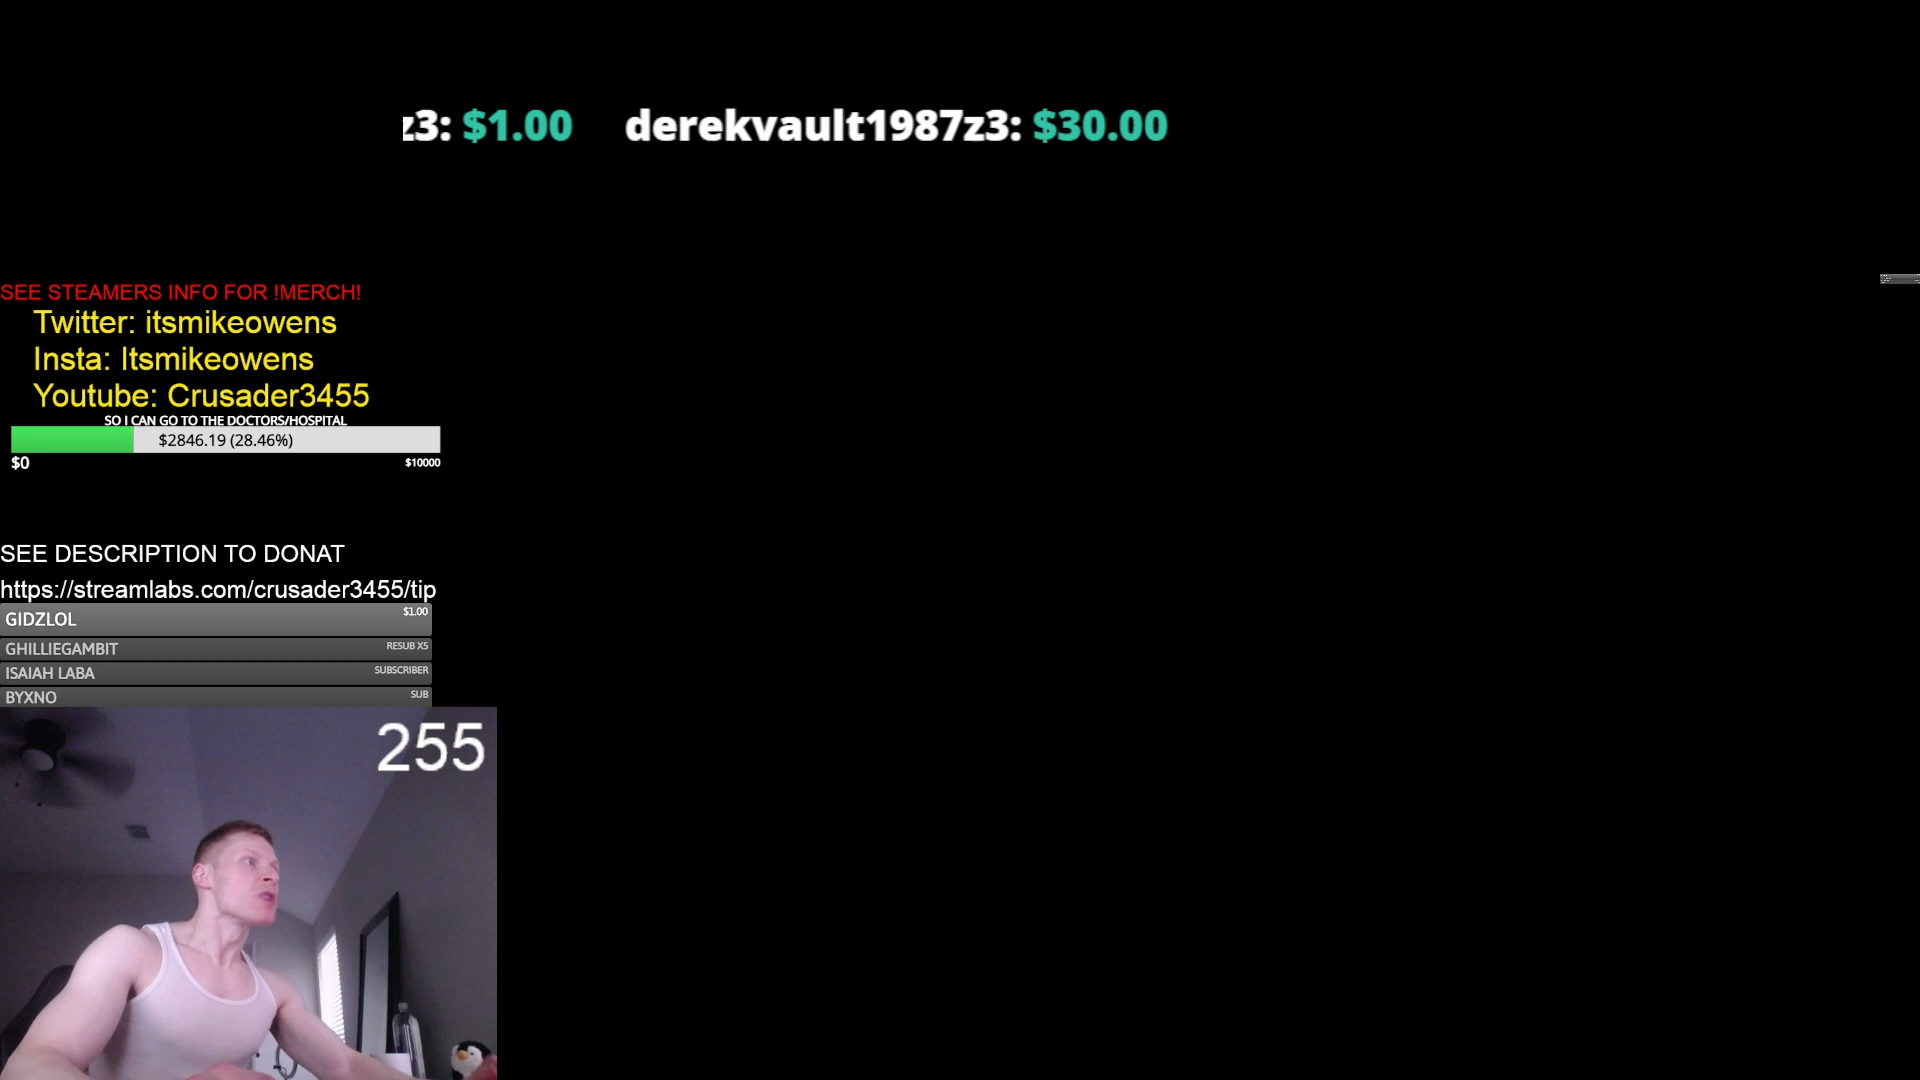 z3: $1.00 derekvault1987z3: $30.00
SEE STEAMERS INFO FOR !MERCH!
Twitter: itsmikeowens
Insta: Itsmikeowens
Youtube: Crusader3455
SO I CAN GO TO THE DOCTORS/HOSPITAL
$2846.19 (28.46%)
$0 $10000
SEE DESCRIPTION TO DONAT
https://streamlabs.com/crusader3455/tip
GIDZLOL $1.00
GHILLIEGAMBIT RESUB X5
ISAIAH LABA SUBSCRIBER
BYXNO SUB
255